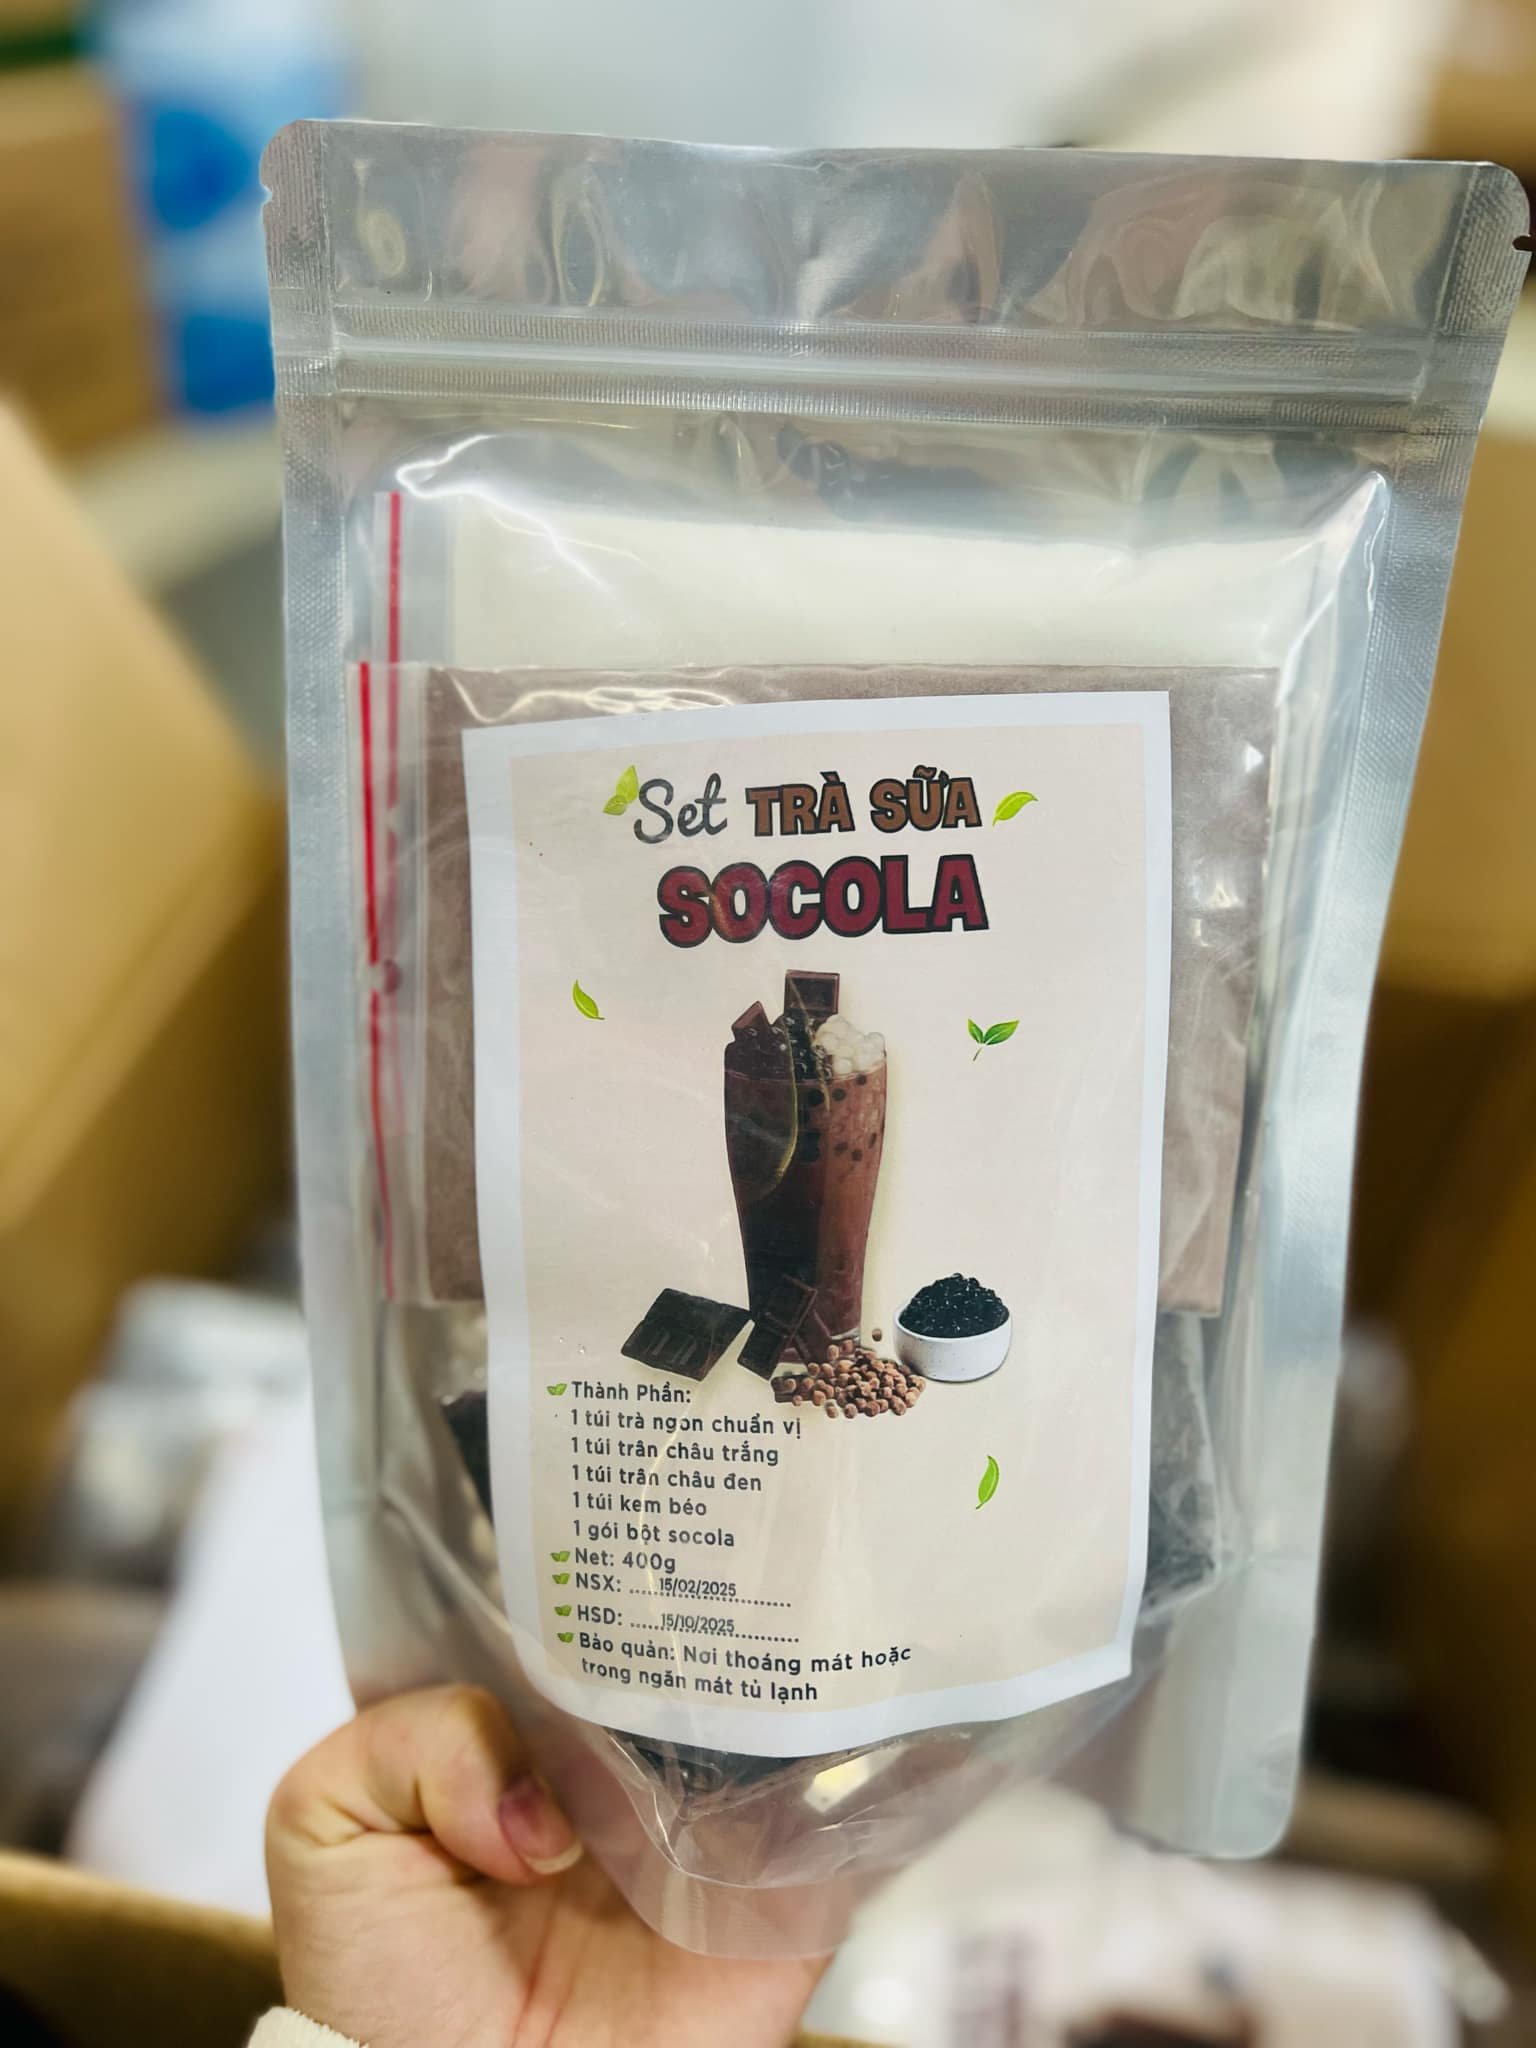 Set TRÀ SỮA
SOCOLA
Thành Phần:
1 túi trà ngon chuẩn vị
1 túi trân châu trắng
1 túi trân châu đen
1 túi kem béo
1 gói bột socola
Net: 400g
NSX: ......15/02/2025..........
HSD: ......15/10/2025............
Bảo quản: Nơi thoáng mát hoặc
trong ngăn mát tủ lạnh